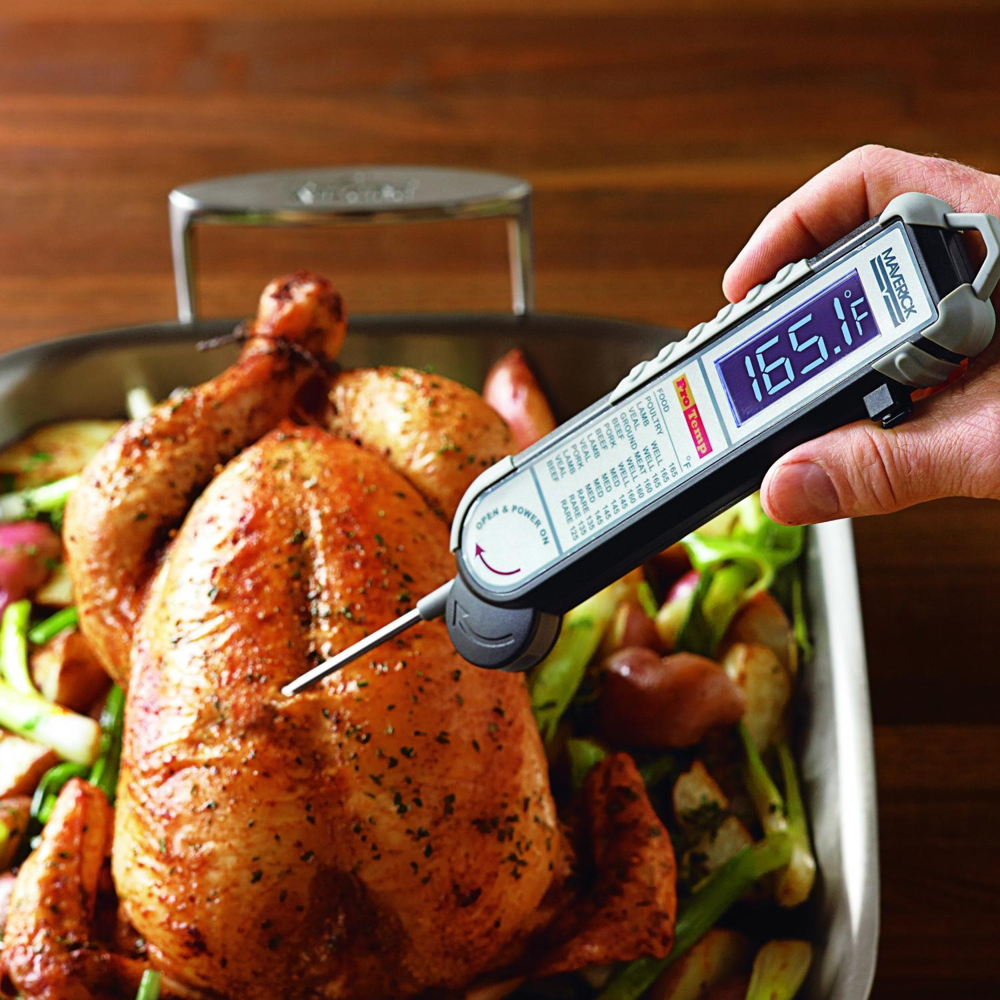 MAVERICK
165.1°F
Pro Temp
FOOD °F
POULTRY WELL 165
LAMB WELL 165
VEAL WELL 165
GROUND MEAT 160
BEEF WELL 160
PORK WELL 160
BEEF MED 145
LAMB MED 145
VEAL MED 145
PORK MED 145
LAMB RARE 135
VEAL RARE 135
BEEF RARE 125
OPEN & POWER ON